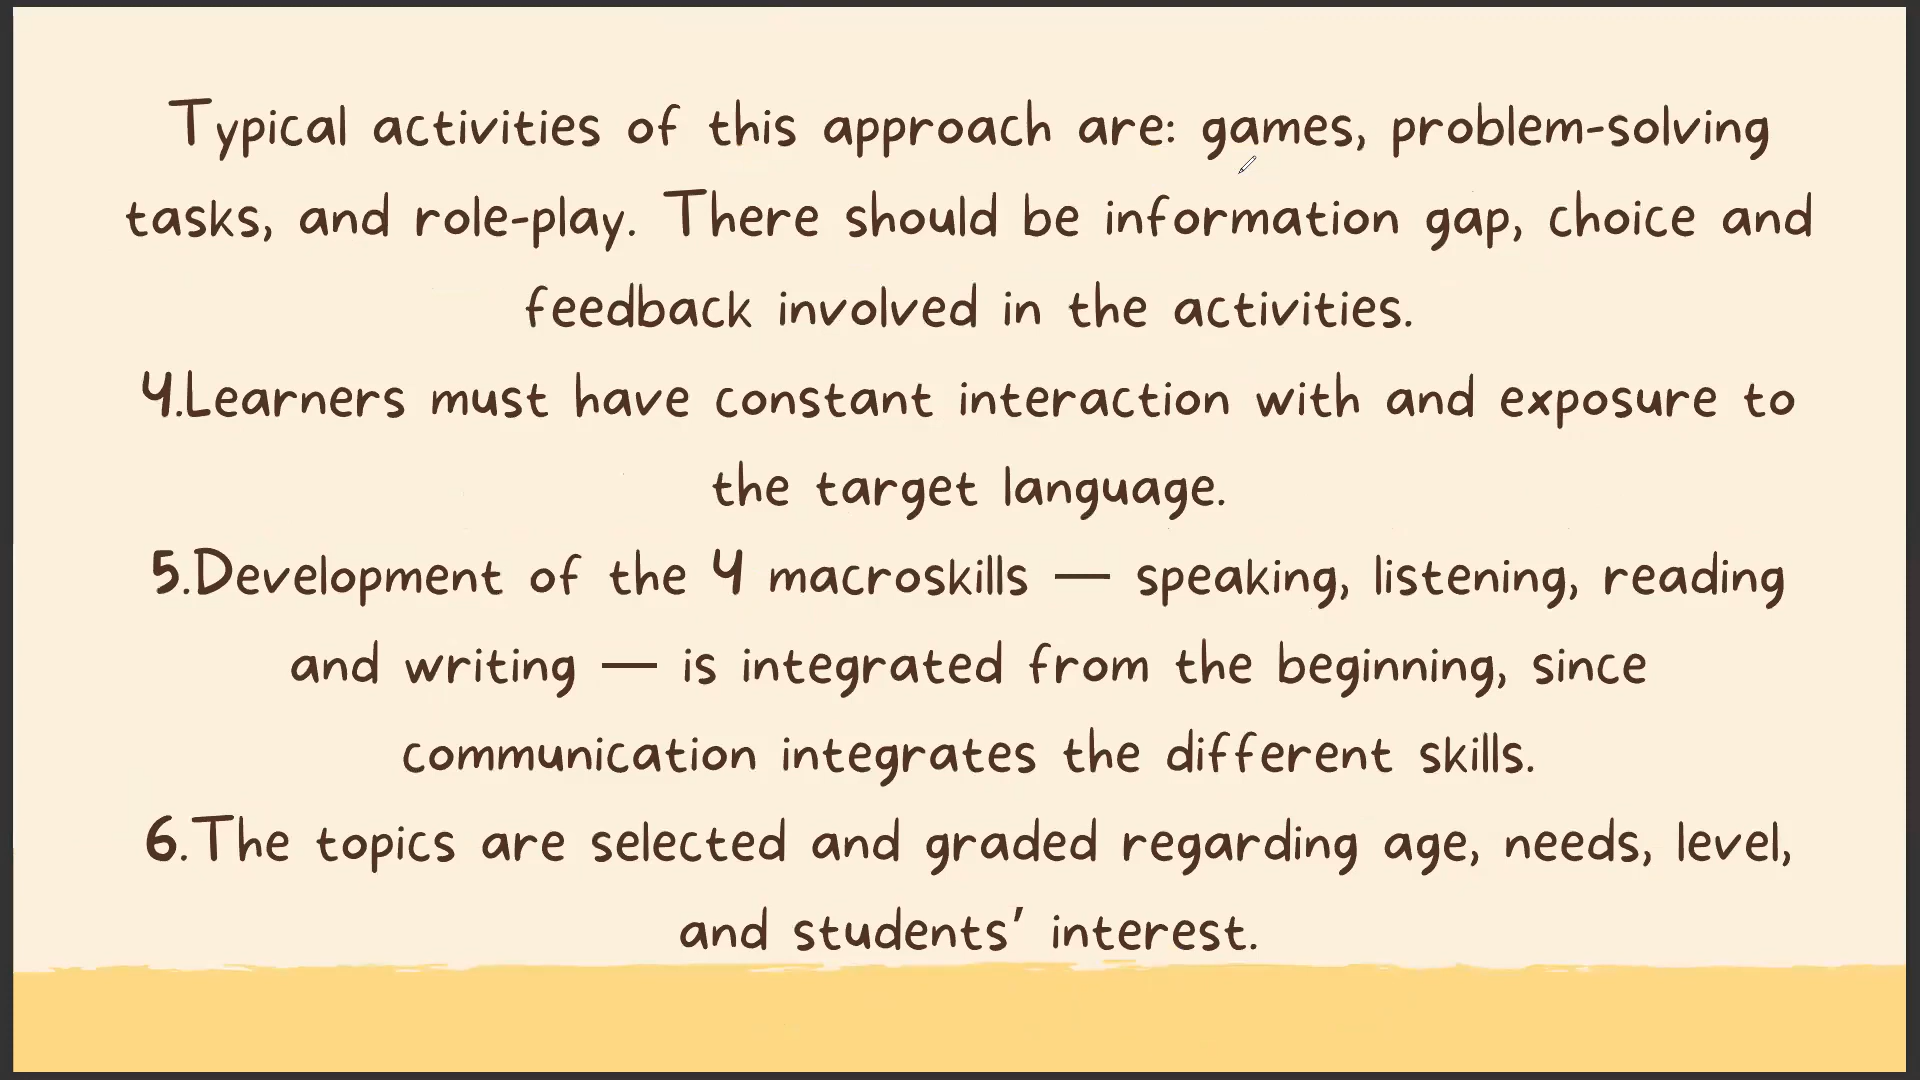 Typical activities of this approach are: games, problem-solving
tasks, and role-play. There should be information gap, choice and
feedback involved in the activities.
4.Learners must have constant interaction with and exposure to
the target language.
5.Development of the 4 macroskills — speaking, listening, reading
and writing — is integrated from the beginning, since
communication integrates the different skills.
6.The topics are selected and graded regarding age, needs, level,
and students’ interest.